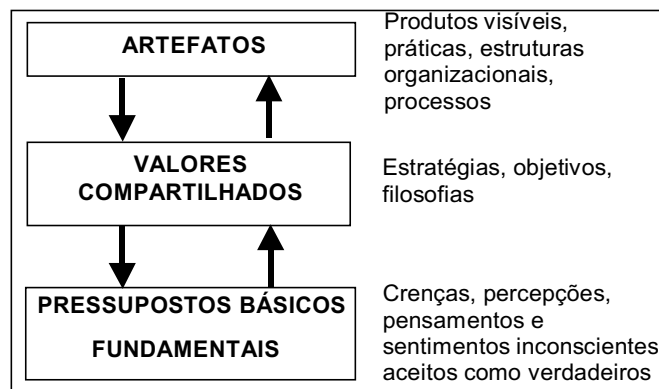 ARTEFATOS
Produtos visíveis,
práticas, estruturas
organizacionais,
processos
VALORES
COMPARTILHADOS
Estratégias, objetivos,
filosofias
PRESSUPOSTOS BÁSICOS
FUNDAMENTAIS
Crenças, percepções,
pensamentos e
sentimentos inconscientes
aceitos como verdadeiros